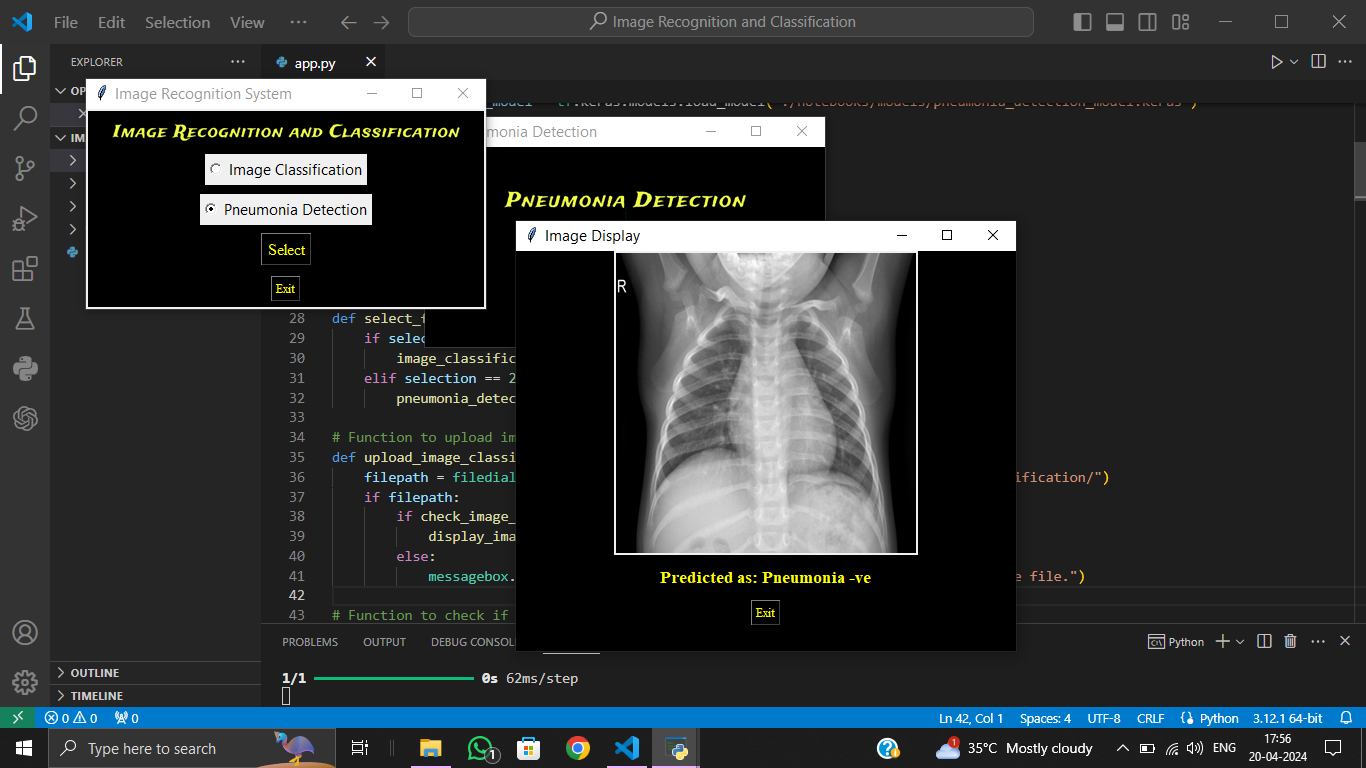 File Edit Selection View ··· Image Recognition and Classification
EXPLORER ··· app.py
Image Recognition System
Image Recognition and Classification
Image Classification
Pneumonia Detection
Select
Exit
Pneumonia Detection
Image Display
R
Predicted as: Pneumonia -ve
Exit
28 def select_
29 if selec
30 image_classific
31 elif selection == 2
32 pneumonia_detec
33
34 # Function to upload im
35 def upload_image_classi
36 filepath = filedial ification/")
37 if filepath:
38 if check_image_
39 display_ima
40 else:
41 messagebox. e file.")
42
43 # Function to check if
PROBLEMS OUTPUT DEBUG CONSOL Python
1/1 0s 62ms/step
OUTLINE
TIMELINE
0 0 0 Ln 42, Col 1 Spaces: 4 UTF-8 CRLF Python 3.12.1 64-bit
Type here to search 1 1 35°C Mostly cloudy ENG 17:56
20-04-2024